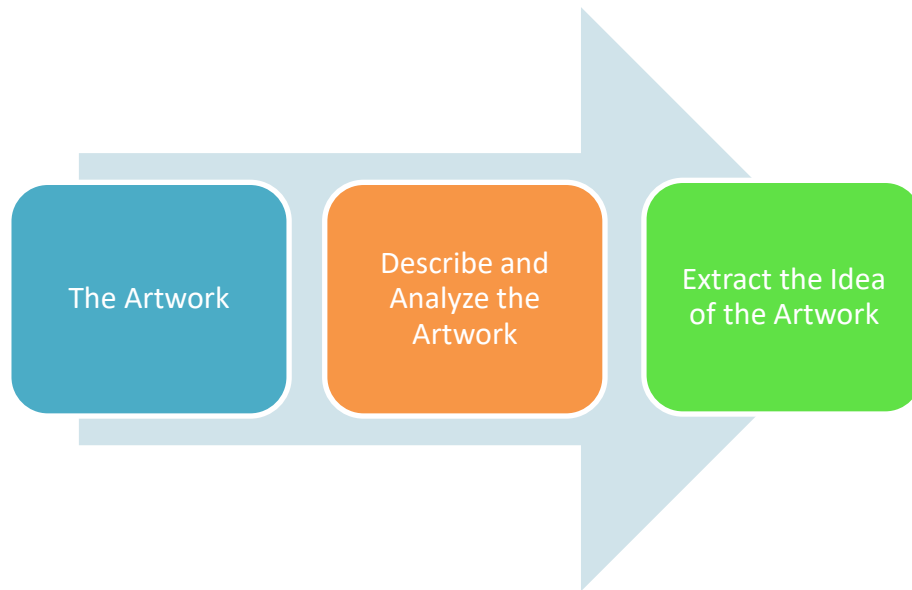 The Artwork
Describe and
Analyze the
Artwork
Extract the Idea
of the Artwork